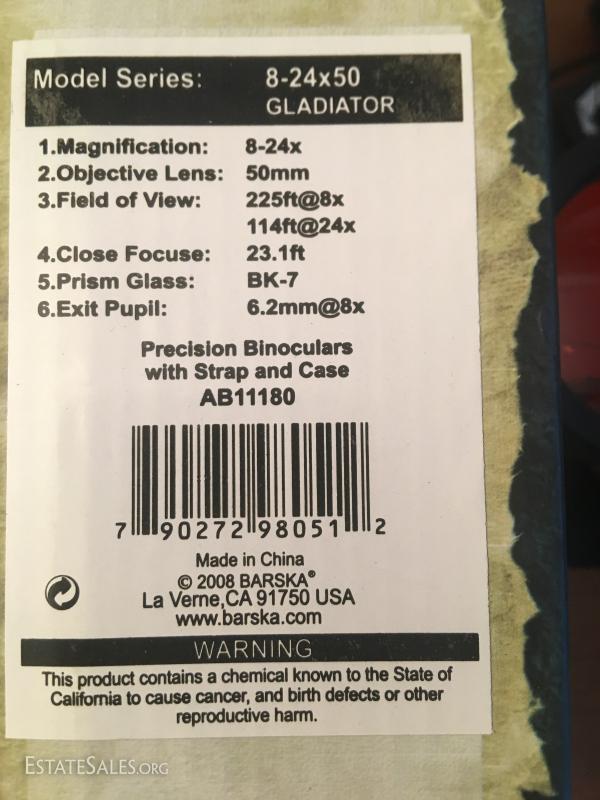 Model Series: 8-24x50
GLADIATOR
1.Magnification: 8-24x
2.Objective Lens: 50mm
3.Field of View: 225ft@8x
114ft@24x
4.Close Focuse: 23.1ft
5.Prism Glass: BK-7
6.Exit Pupil: 6.2mm@8x
Precision Binoculars
with Strap and Case
AB11180
7 90272 98051 2
Made in China
© 2008 BARSKA®
La Verne,CA 91750 USA
www.barska.com
WARNING
This product contains a chemical known to the State of
California to cause cancer, and birth defects or other
reproductive harm.
ESTATESALES.ORG